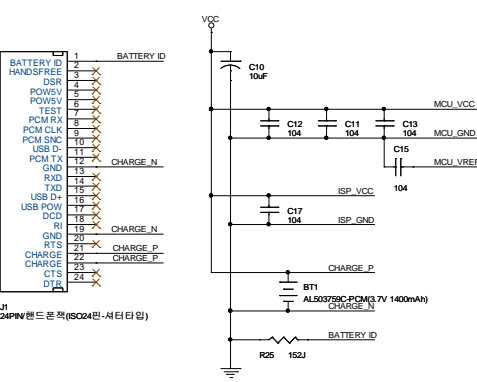 VCC
1
BATTERY ID
BATTERY ID
2
HANDSFREE
3
DSR
4
POW5V
5
POW5V
6
TEST
7
PCM RX
8
PCM CLK
9
PCM SNC
10
USB D-
11
PCM TX
12
GND
CHARGE_N
13
RXD
14
TXD
15
USB D+
16
USB POW
17
DCD
18
RI
19
GND
CHARGE_N
20
RTS
21
CHARGE
CHARGE_P
22
CHARGE
CHARGE_P
23
CTS
24
DTR
J1
24PIN/핸드폰잭(ISO24핀-셔터타입)
C10
10uF
MCU_VCC
C12
104
C11
104
C13
104
MCU_GND
C15
104
MCU_VREF
ISP_VCC
C17
104
ISP_GND
CHARGE_P
BT1
AL503759C-PCM(3.7V 1400mAh)
CHARGE_N
BATTERY ID
R25 152J